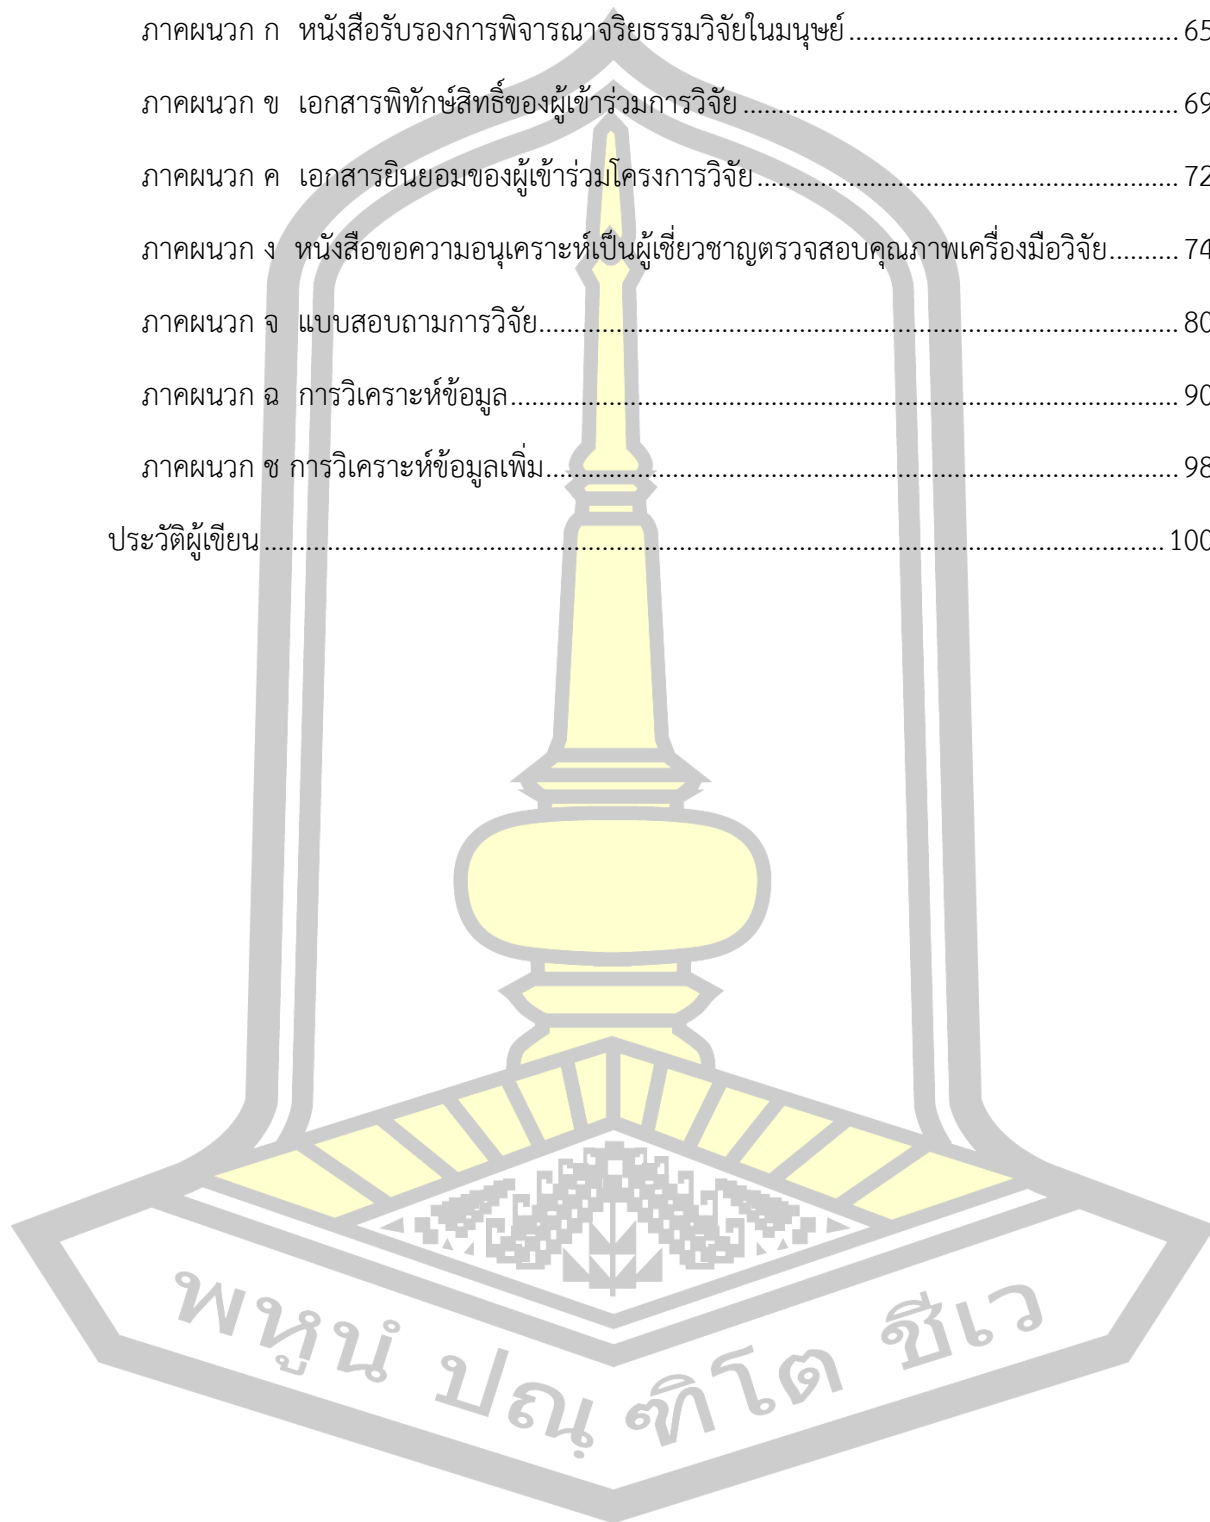 ภาคผนวก ก  หนังสือรับรองการพิจารณาจริยธรรมวิจัยในมนุษย์ ............................................... 65
ภาคผนวก ข  เอกสารพิทักษ์สิทธิ์ของผู้เข้าร่วมการวิจัย .............................................................. 69
ภาคผนวก ค  เอกสารยินยอมของผู้เข้าร่วมโครงการวิจัย ............................................................ 72
ภาคผนวก ง  หนังสือขอความอนุเคราะห์เป็นผู้เชี่ยวชาญตรวจสอบคุณภาพเครื่องมือวิจัย.......... 74
ภาคผนวก จ  แบบสอบถามการวิจัย........................................................................................... 80
ภาคผนวก ฉ  การวิเคราะห์ข้อมูล............................................................................................... 90
ภาคผนวก ช การวิเคราะห์ข้อมูลเพิ่ม.......................................................................................... 98
ประวัติผู้เขียน ................................................................................................................................ 100
พหูนํ ปณฺ ฑิโต ชีเว